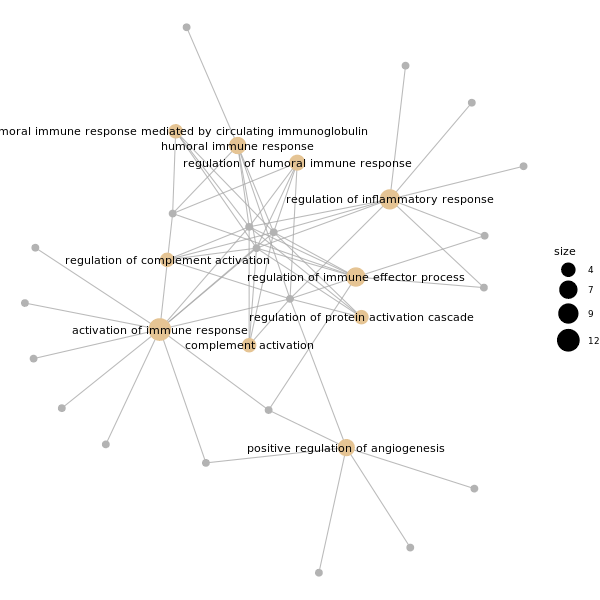 moral immune response mediated by circulating immunoglobulin
humoral immune response
regulation of humoral immune response
regulation of inflammatory response
size
regulation of complement activation
4
regulation of immune effector process
7
9
regulation of protein activation cascade
activation of immune response
12
complement activation
positive regulation of angiogenesis